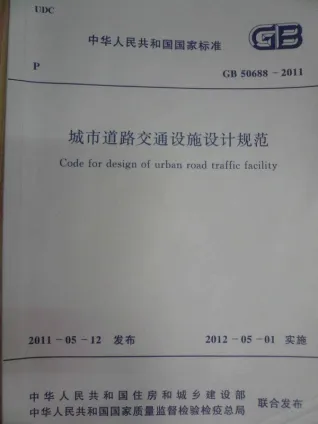 UDC
中华人民共和国国家标准
GB
P
GB 50688-2011
城市道路交通设施设计规范
Code for design of urban road traffic facility
2011-05-12 发布
2012-05-01 实施
中华人民共和国住房和城乡建设部
中华人民共和国国家质量监督检验检疫总局
联合发布